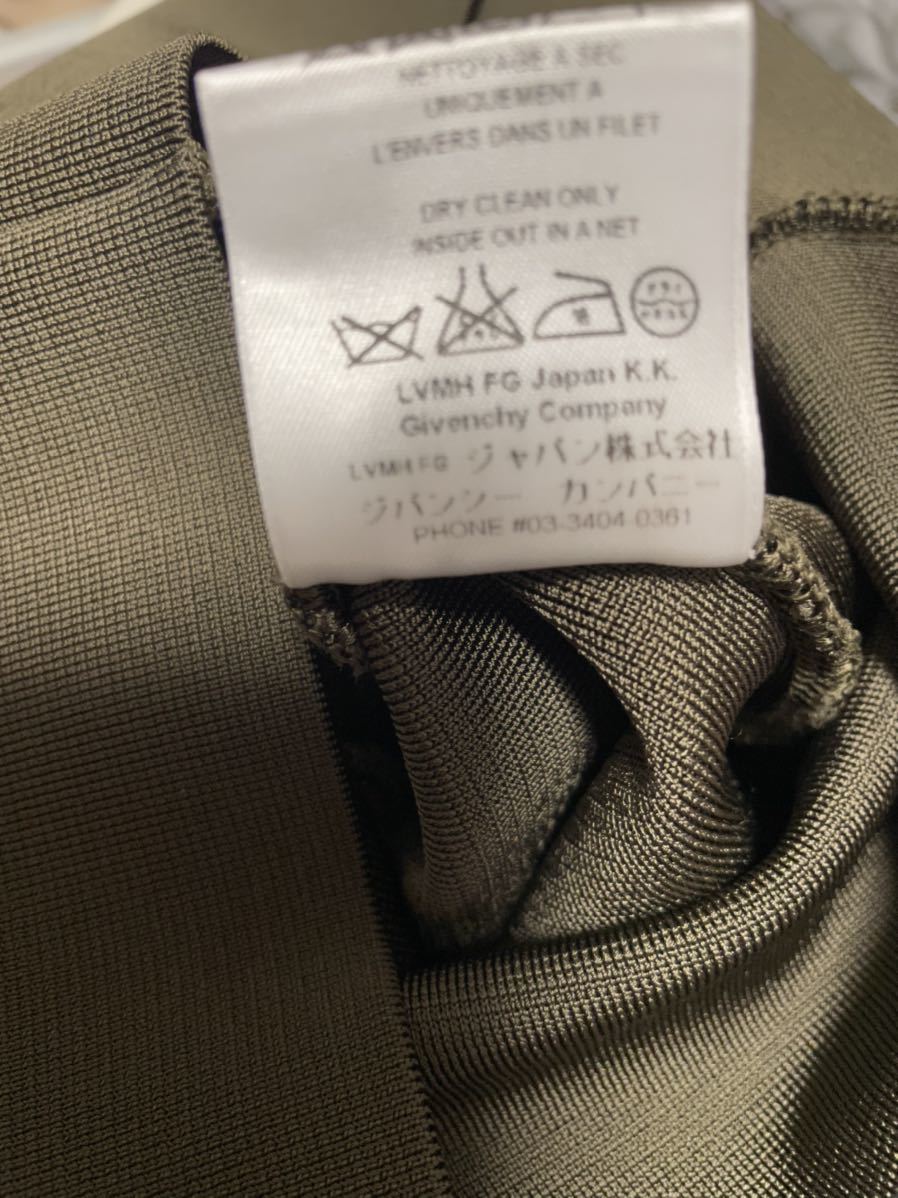 NETTOYAGE A SEC
UNIQUEMENT A
L'ENVERS DANS UN FILET
DRY CLEAN ONLY
INSIDE OUT IN A NET
LVMH FG Japan K.K.
Givenchy Company
LVMH FG ジャパン株式会社
ジバンシー カンパニー
PHONE #03-3404 0361